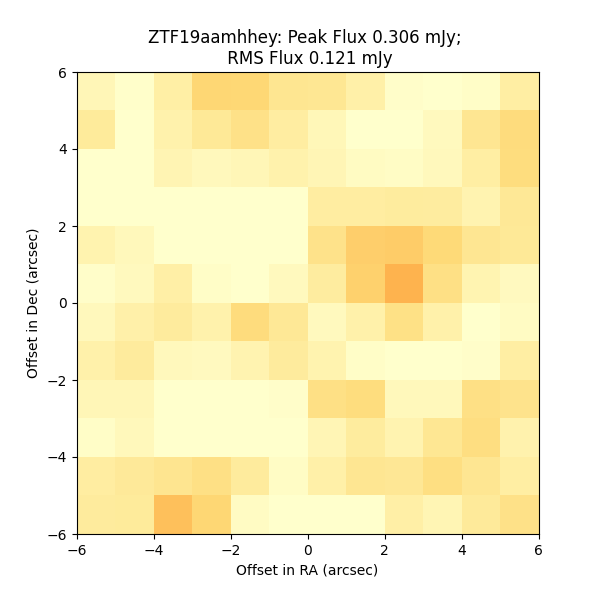 ZTF19aamhhey: Peak Flux 0.306 mJy;
RMS Flux 0.121 mJy
6
4
2
0
−2
−4
−6
Offset in Dec (arcsec)
−6 −4 −2 0 2 4 6
Offset in RA (arcsec)